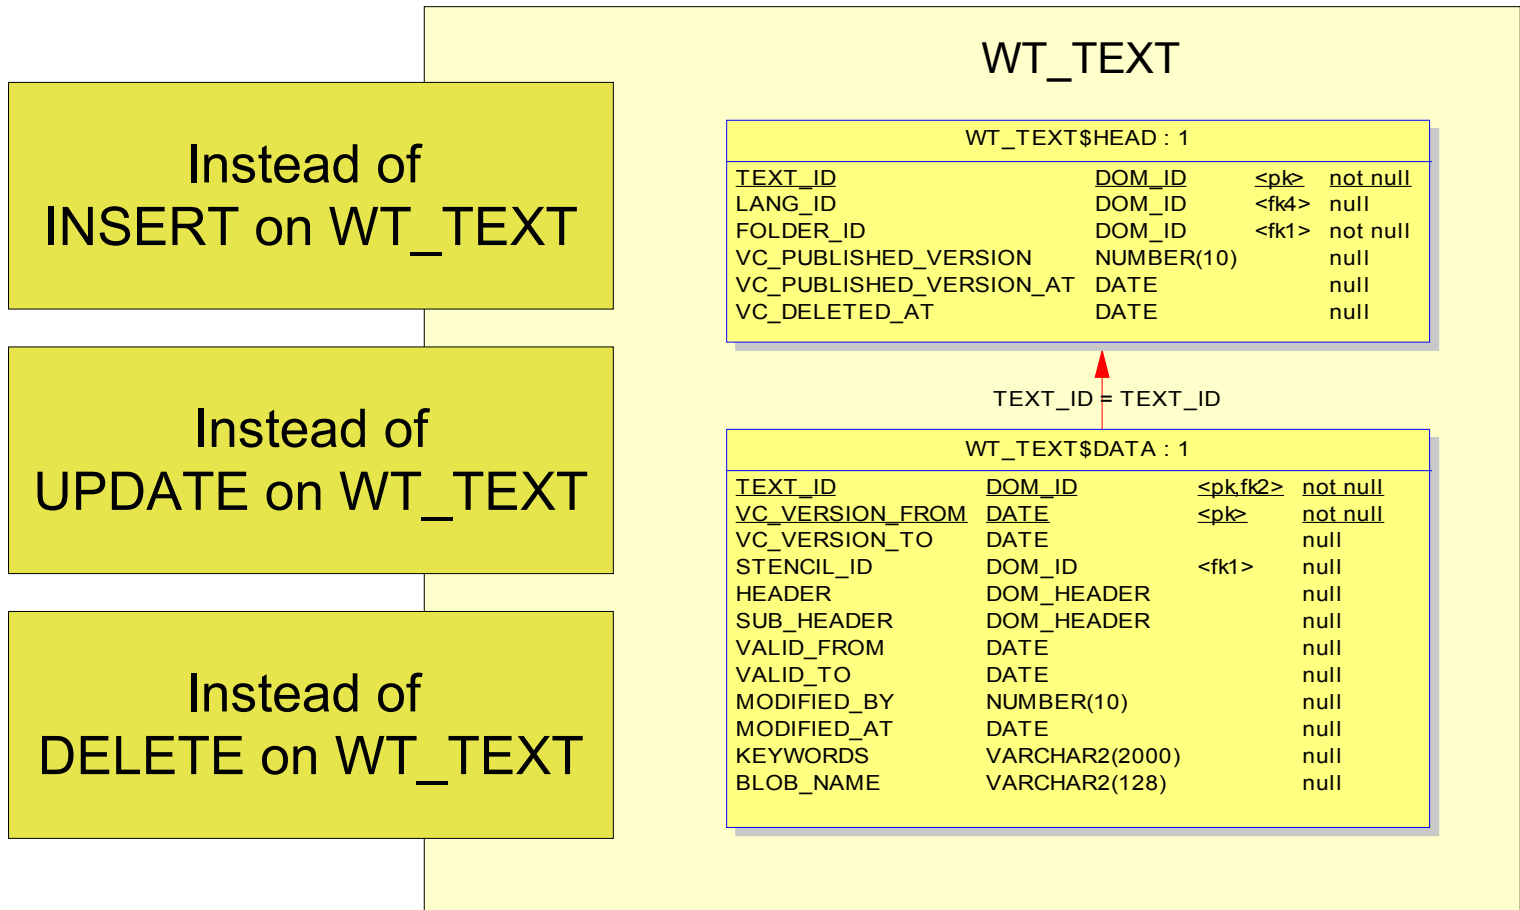 WT_TEXT
Instead of
INSERT on WT_TEXT
Instead of
UPDATE on WT_TEXT
Instead of
DELETE on WT_TEXT
WT_TEXT$HEAD : 1
TEXT_ID DOM_ID <pk> not null
LANG_ID DOM_ID <fk4> null
FOLDER_ID DOM_ID <fk1> not null
VC_PUBLISHED_VERSION NUMBER(10) null
VC_PUBLISHED_VERSION_AT DATE null
VC_DELETED_AT DATE null
TEXT_ID = TEXT_ID
WT_TEXT$DATA : 1
TEXT_ID DOM_ID <pk,fk2> not null
VC_VERSION_FROM DATE <pk> not null
VC_VERSION_TO DATE null
STENCIL_ID DOM_ID <fk1> null
HEADER DOM_HEADER null
SUB_HEADER DOM_HEADER null
VALID_FROM DATE null
VALID_TO DATE null
MODIFIED_BY NUMBER(10) null
MODIFIED_AT DATE null
KEYWORDS VARCHAR2(2000) null
BLOB_NAME VARCHAR2(128) null